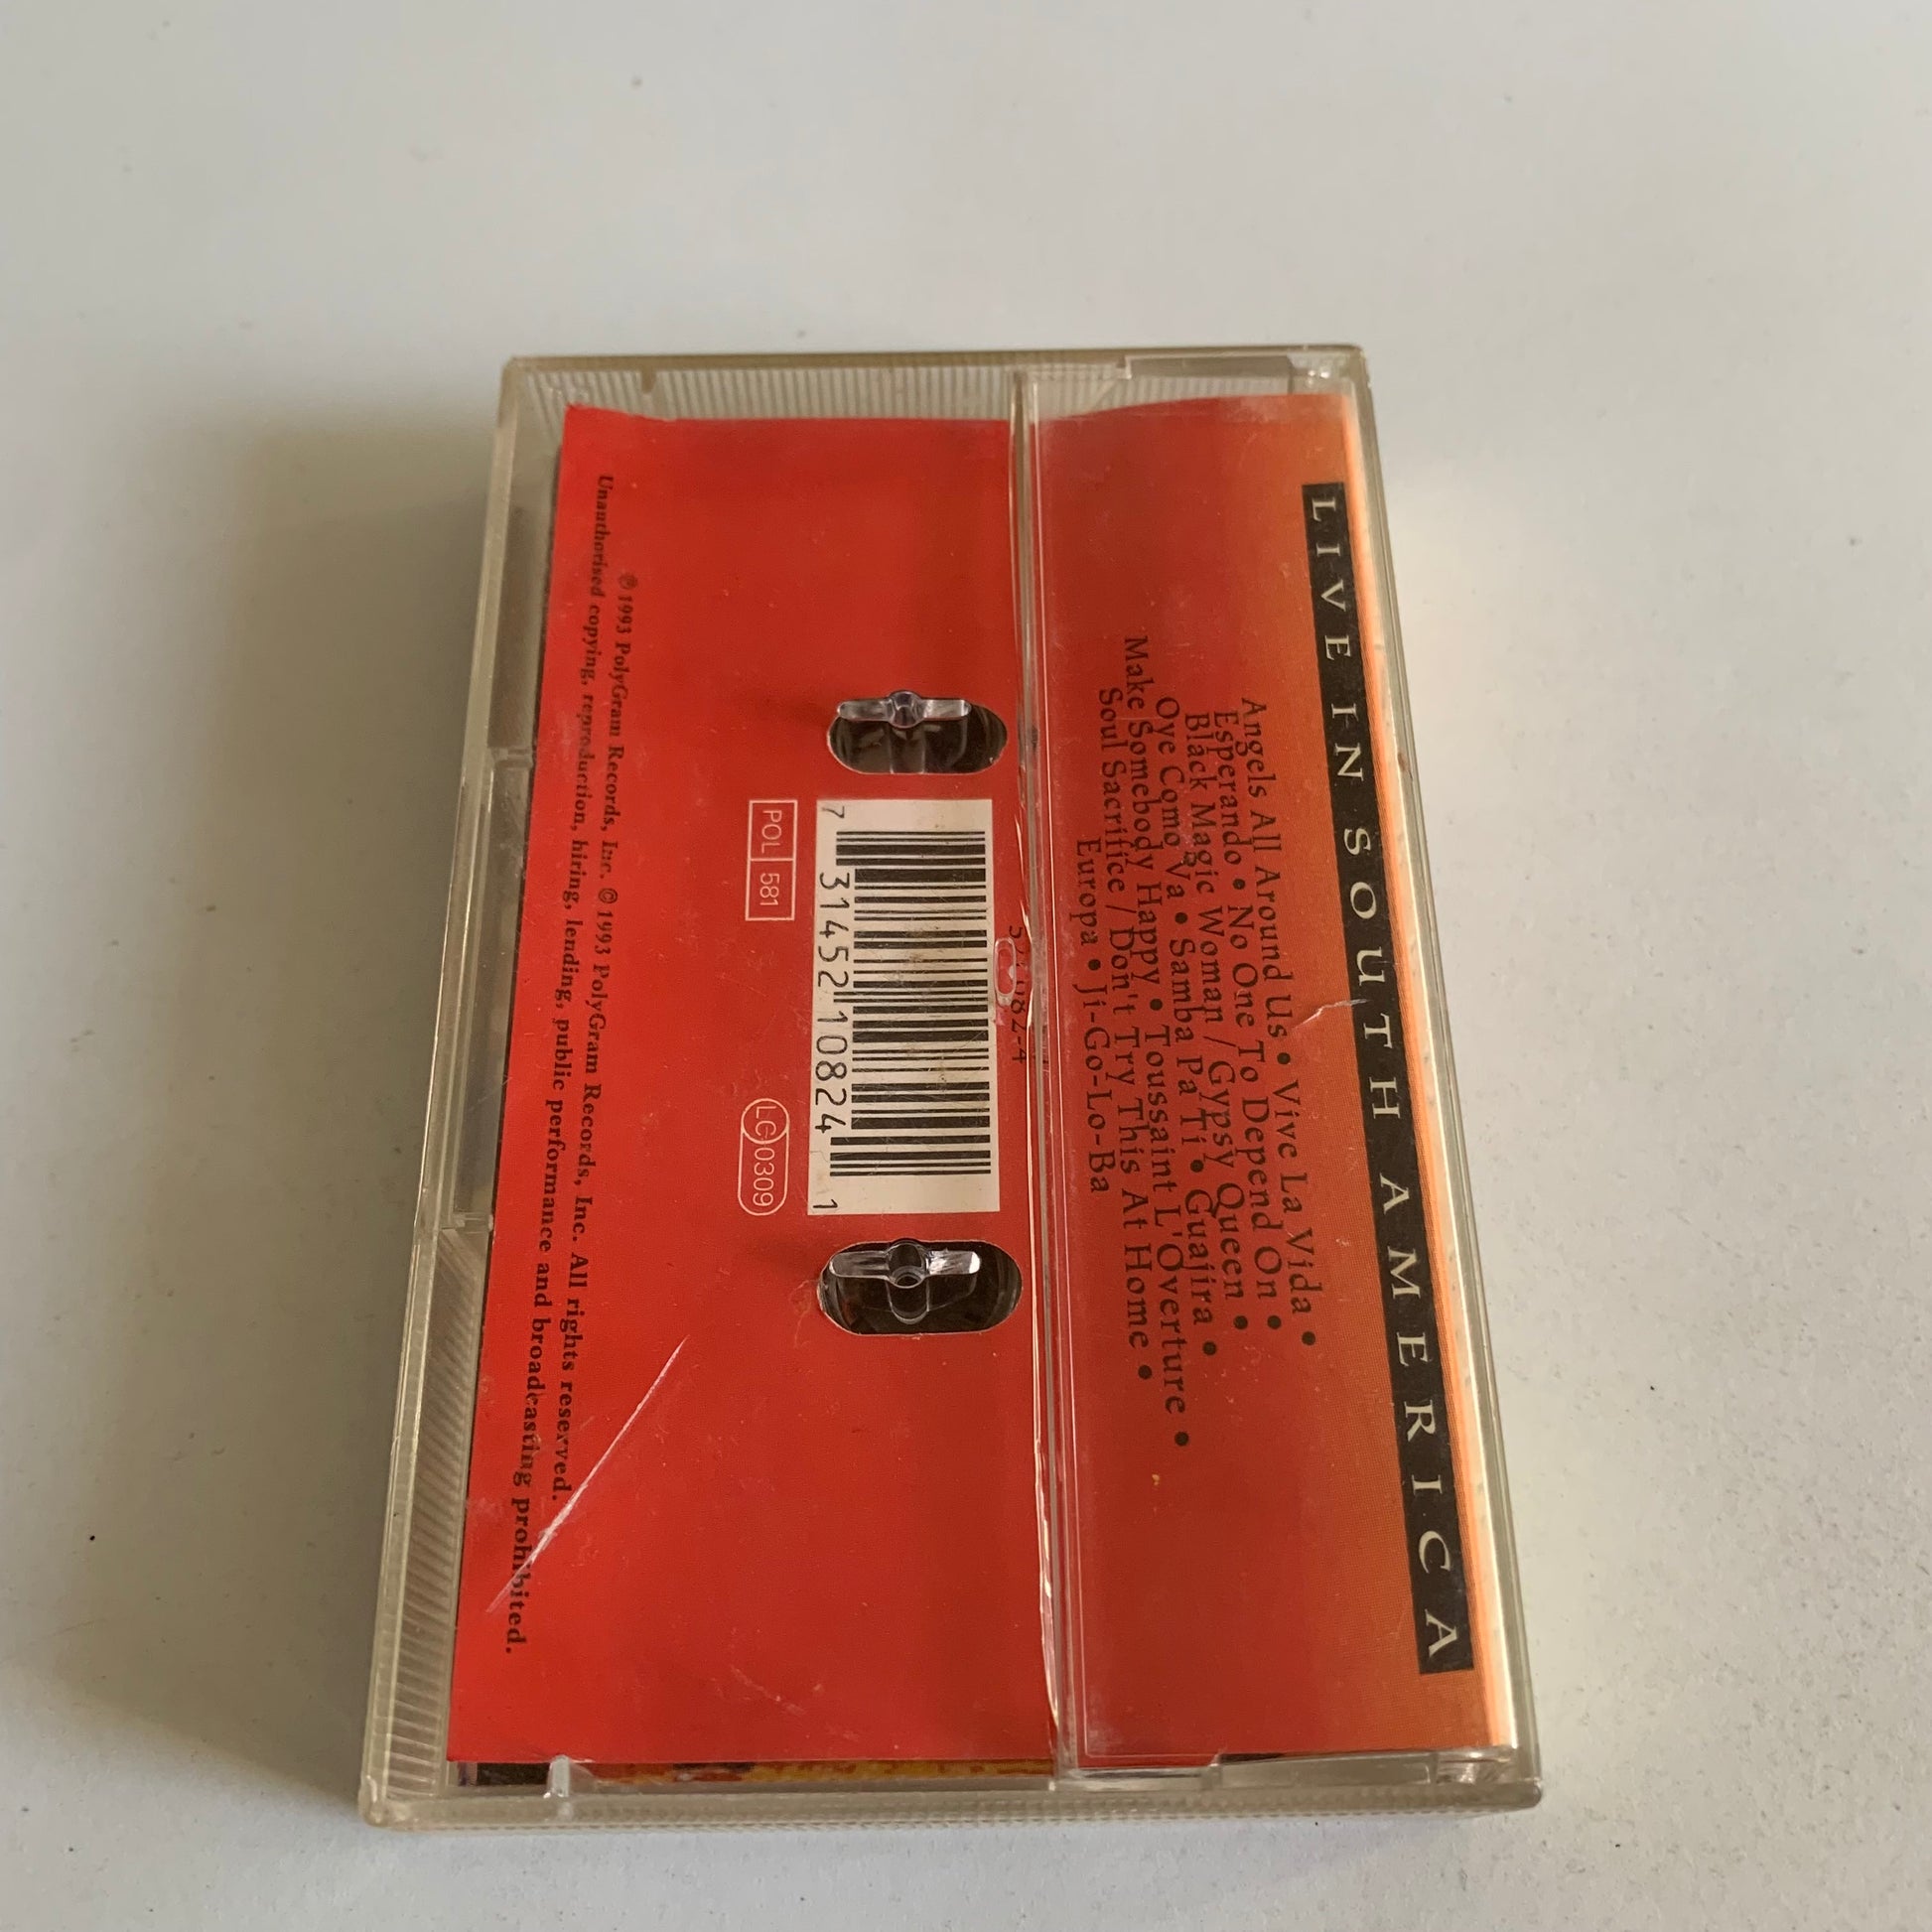 LIVE IN SOUTH AMERICA
Angels All Around Us • Vive La Vida •
Esperando • No One To Depend On •
Black Magic Woman / Gypsy Queen •
Oye Como Va • Samba Pa Ti • Guajira •
Make Somebody Happy • Toussaint L'Overture •
Soul Sacrifice / Don't Try This At Home •
Europa • Ji-Go-Lo-Ba
7 31452 10824 1
POL 581
LC 0309
℗ 1993 PolyGram Records, Inc. © 1993 PolyGram Records, Inc. All rights reserved.
Unauthorised copying, reproduction, hiring, lending, public performance and broadcasting prohibited.